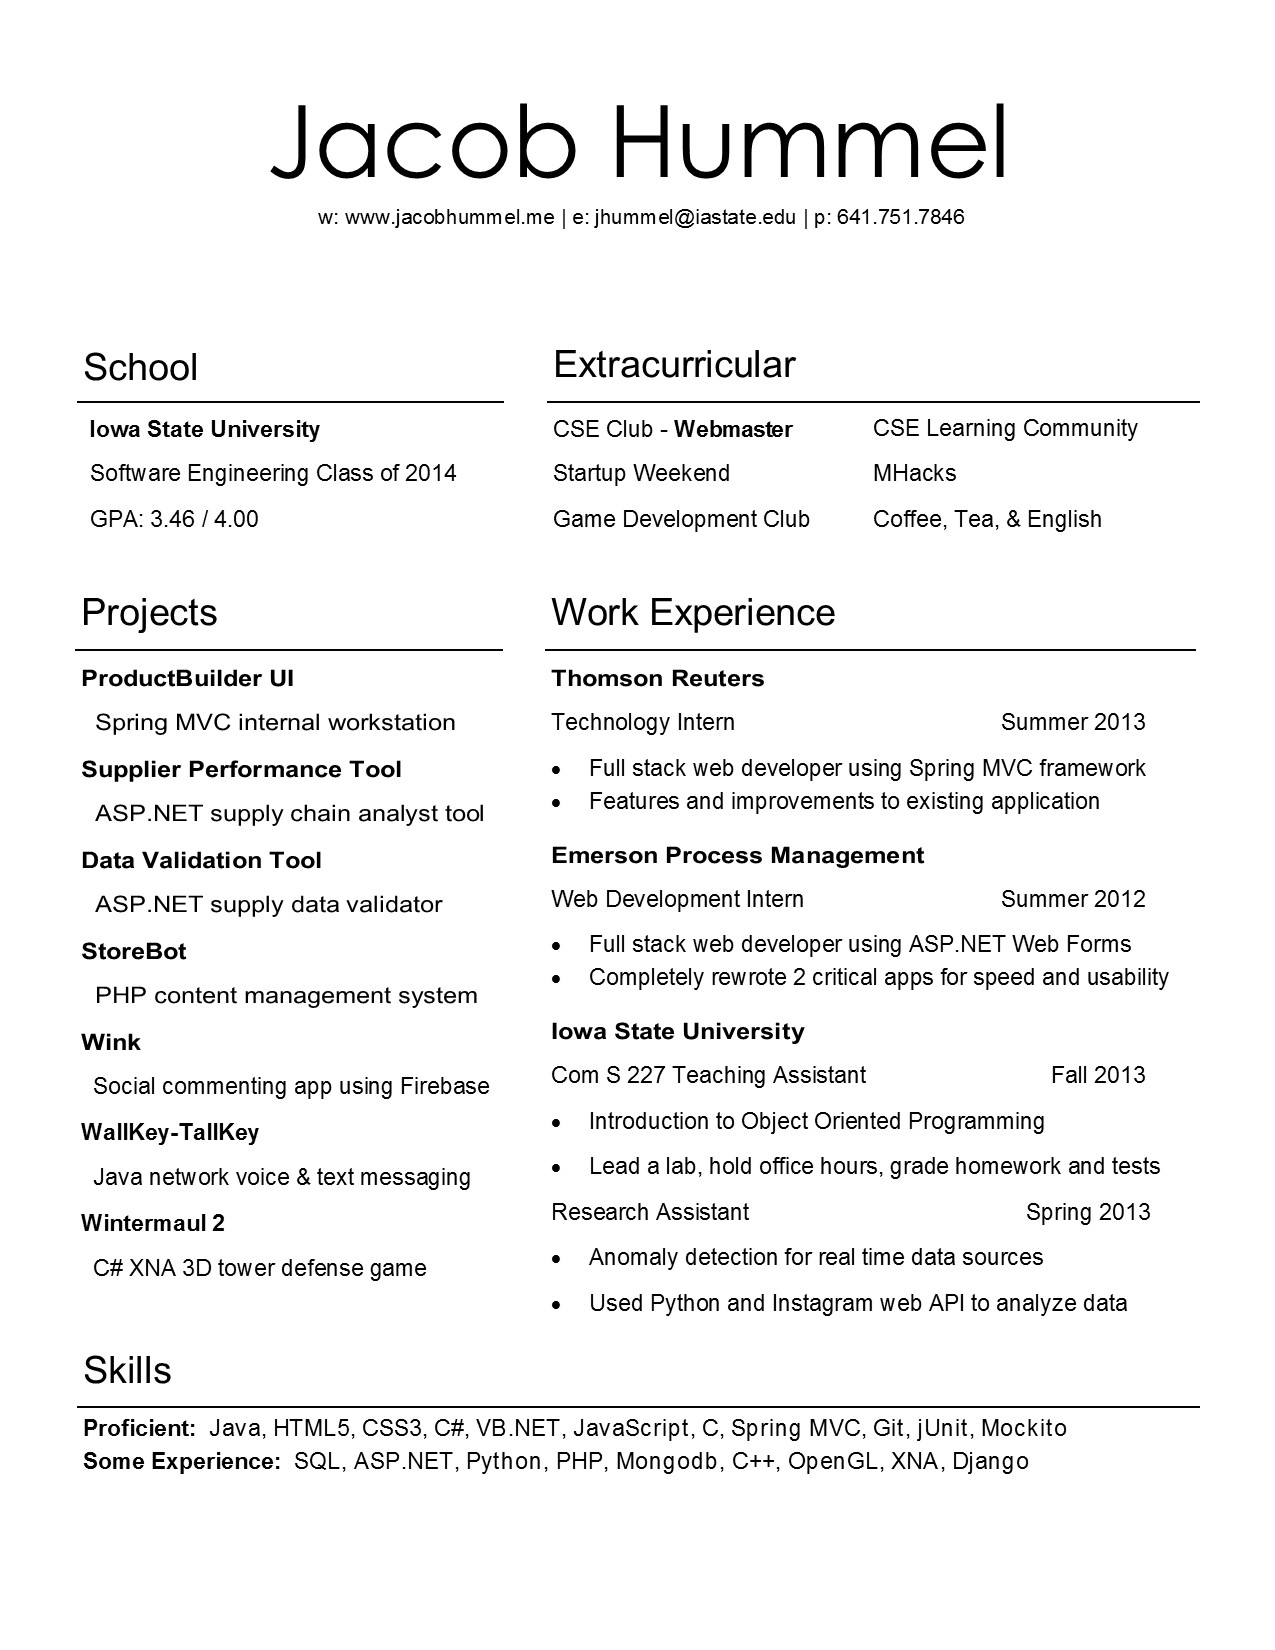 Jacob Hummel
w: www.jacobhummel.me | e: jhummel@iastate.edu | p: 641.751.7846
School
Iowa State University
Software Engineering Class of 2014
GPA: 3.46 / 4.00
Extracurricular
CSE Club - Webmaster CSE Learning Community
Startup Weekend MHacks
Game Development Club Coffee, Tea, & English
Projects
ProductBuilder UI
Spring MVC internal workstation
Supplier Performance Tool
ASP.NET supply chain analyst tool
Data Validation Tool
ASP.NET supply data validator
StoreBot
PHP content management system
Wink
Social commenting app using Firebase
WallKey-TallKey
Java network voice & text messaging
Wintermaul 2
C# XNA 3D tower defense game
Work Experience
Thomson Reuters
Technology Intern Summer 2013
• Full stack web developer using Spring MVC framework
• Features and improvements to existing application
Emerson Process Management
Web Development Intern Summer 2012
• Full stack web developer using ASP.NET Web Forms
• Completely rewrote 2 critical apps for speed and usability
Iowa State University
Com S 227 Teaching Assistant Fall 2013
• Introduction to Object Oriented Programming
• Lead a lab, hold office hours, grade homework and tests
Research Assistant Spring 2013
• Anomaly detection for real time data sources
• Used Python and Instagram web API to analyze data
Skills
Proficient: Java, HTML5, CSS3, C#, VB.NET, JavaScript, C, Spring MVC, Git, jUnit, Mockito
Some Experience: SQL, ASP.NET, Python, PHP, Mongodb, C++, OpenGL, XNA, Django